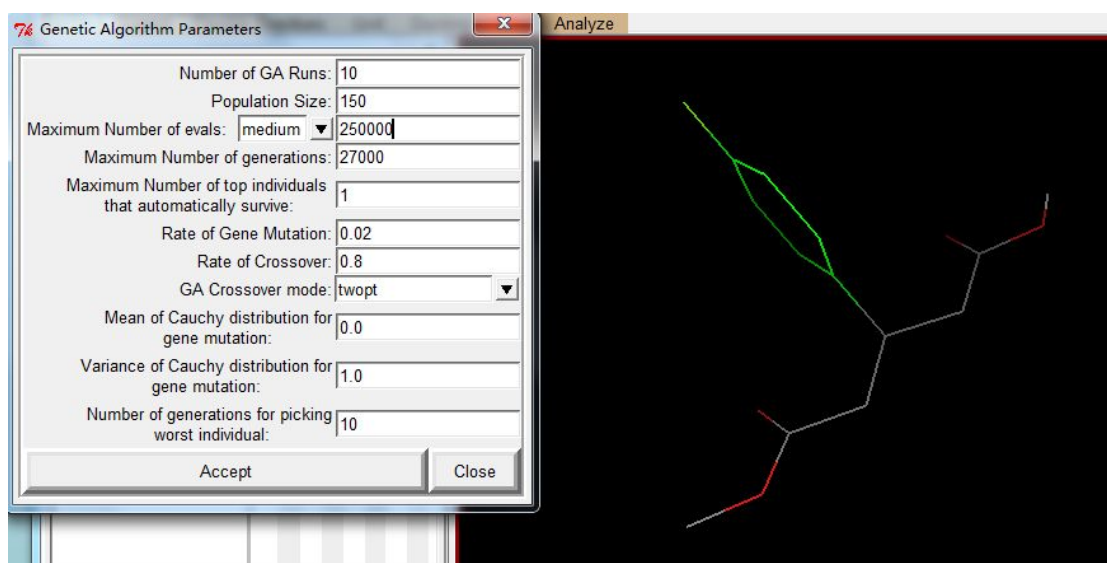 Genetic Algorithm Parameters
Analyze
Number of GA Runs: 10
Population Size: 150
Maximum Number of evals: medium 250000
Maximum Number of generations: 27000
Maximum Number of top individuals
that automatically survive: 1
Rate of Gene Mutation: 0.02
Rate of Crossover: 0.8
GA Crossover mode: twopt
Mean of Cauchy distribution for
gene mutation: 0.0
Variance of Cauchy distribution for
gene mutation: 1.0
Number of generations for picking
worst individual: 10
Accept Close